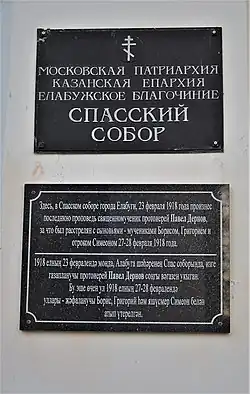 МОСКОВСКАЯ ПАТРИАРХИЯ
КАЗАНСКАЯ ЕПАРХИЯ
ЕЛАБУЖСКОЕ БЛАГОЧИНИЕ
СПАССКИЙ
СОБОР
Здесь, в Спасском соборе города Елабуги, 23 февраля 1918 года произнес
последнюю проповедь священномученик протоиерей Павел Дернов,
за что был расстрелян с сыновьями - мучениками Борисом, Григорием и
отроком Симеоном 27-28 февраля 1918 года.
1918 елның 23 февралендә монда, Алабуга шәһәренең Спас соборында, изге
газапланучы протоиерей Павел Дернов соңгы вәгазен укыган.
Бу эше өчен ул 1918 елның 27-28 февралендә
уллары - җәфаланучы Борис, Григорий һәм яшүсмер Симеон белән
атып үтерелгән.